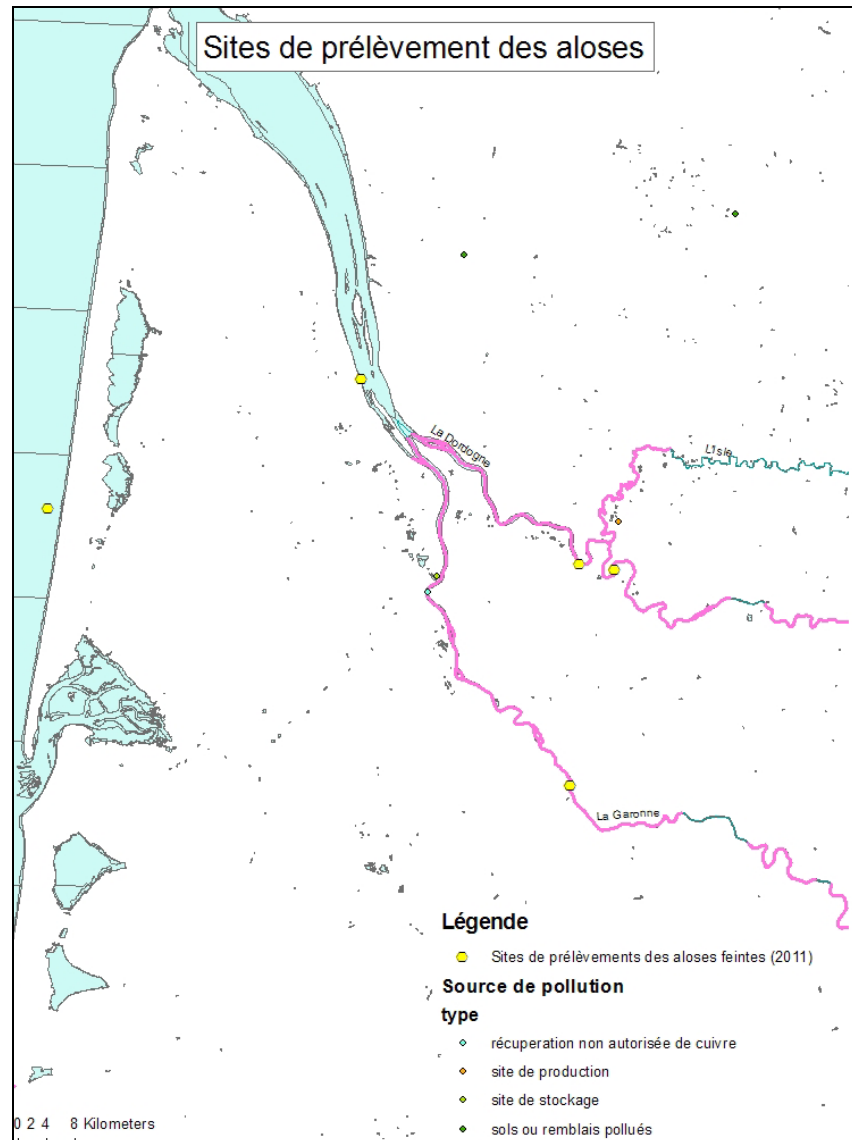 Sites de prélèvement des aloses
La Dordogne
L'Isle
La Garonne
Légende
Sites de prélèvements des aloses feintes (2011)
Source de pollution
type
récuperation non autorisée de cuivre
site de production
site de stockage
sols ou remblais pollués
0 2 4 8 Kilometers